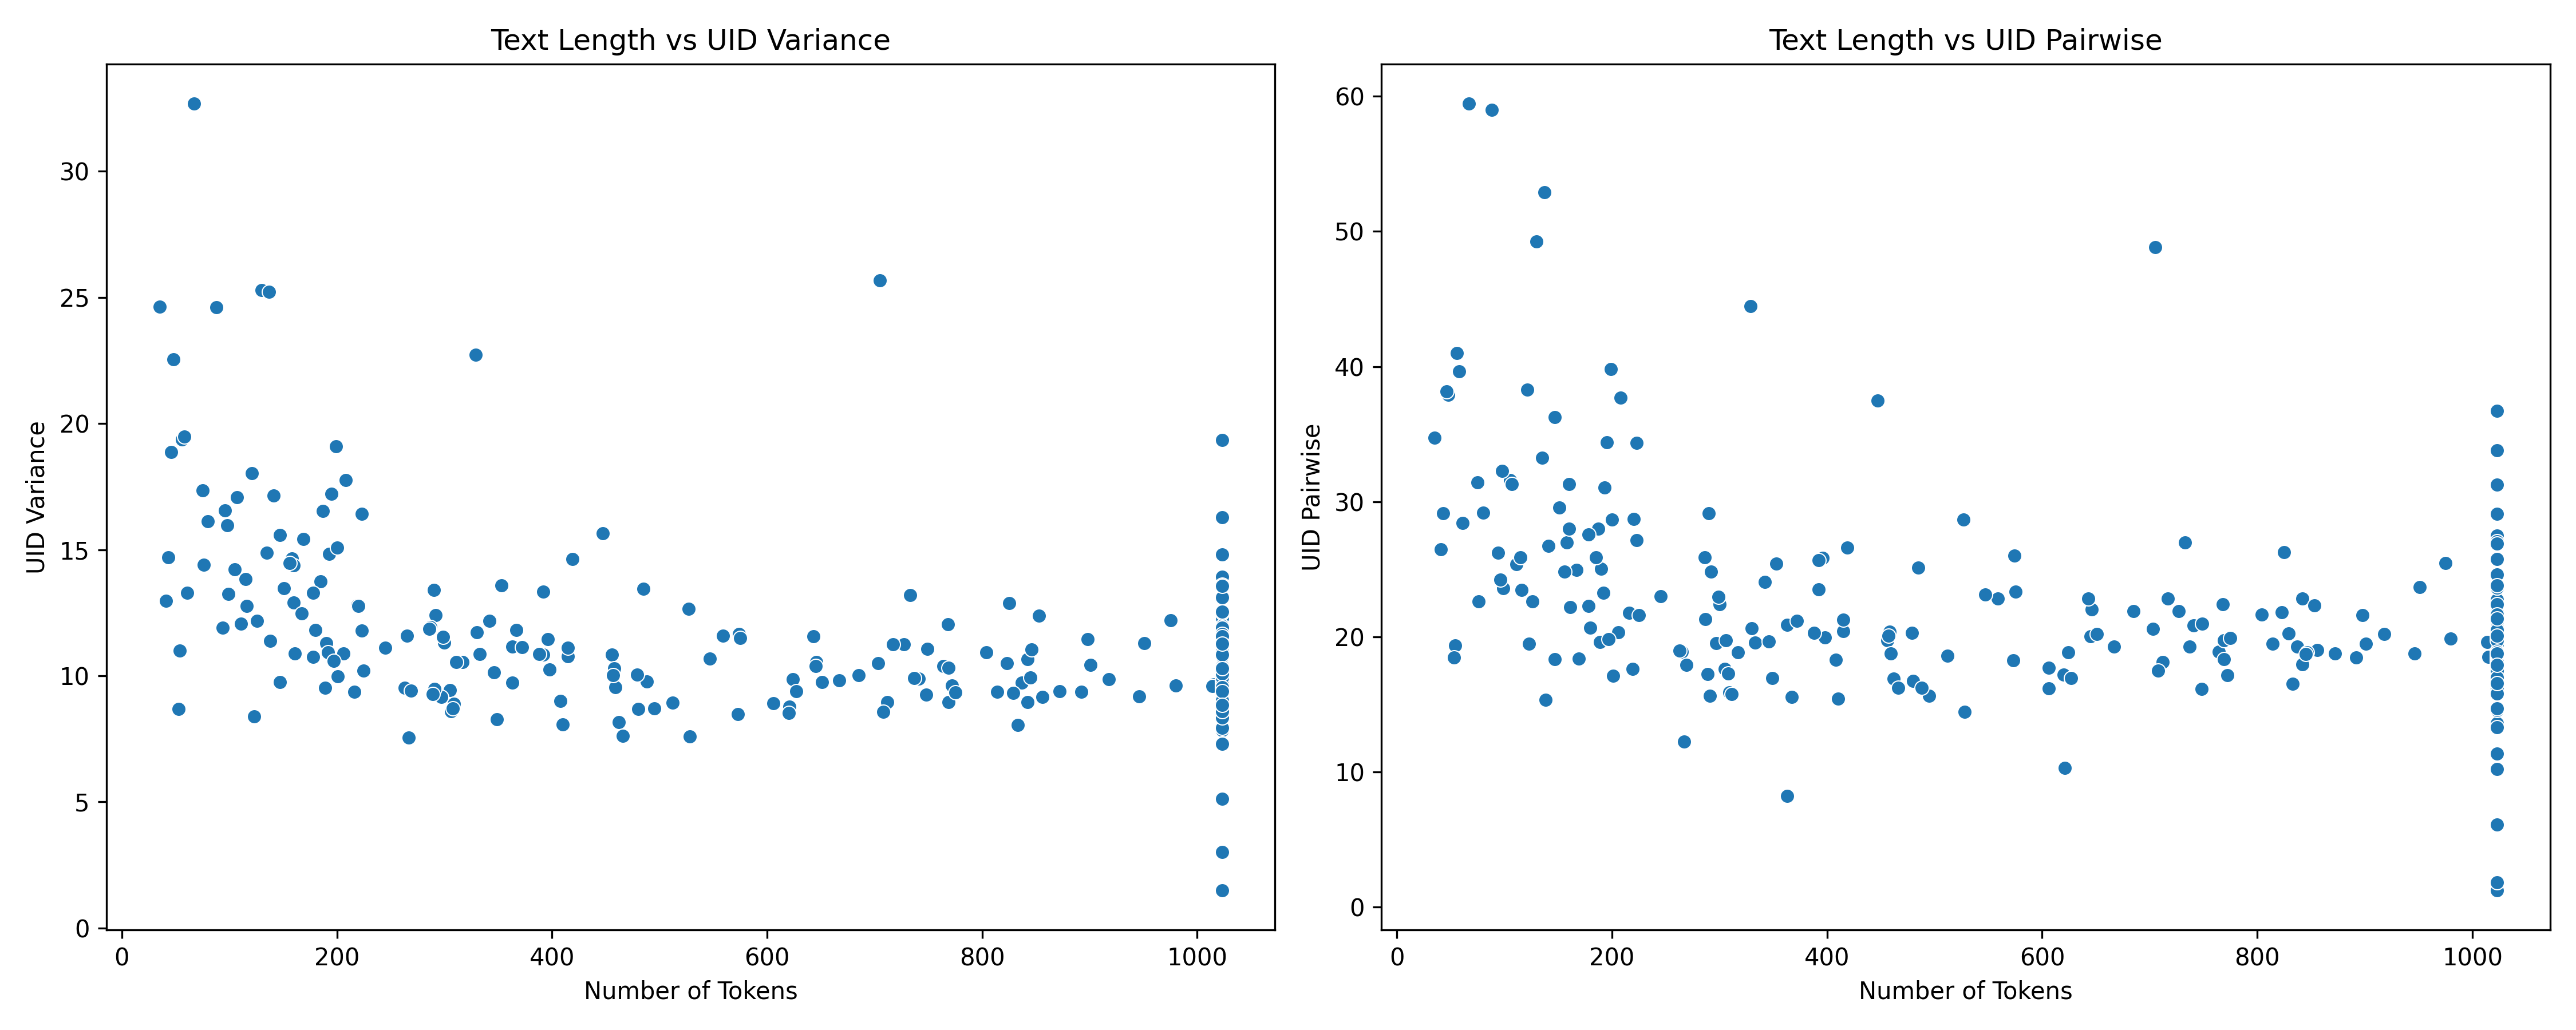 Text Length vs UID Variance
UID Variance
30
25
20
15
10
5
0
0 200 400 600 800 1000
Number of Tokens
Text Length vs UID Pairwise
UID Pairwise
60
50
40
30
20
10
0
0 200 400 600 800 1000
Number of Tokens